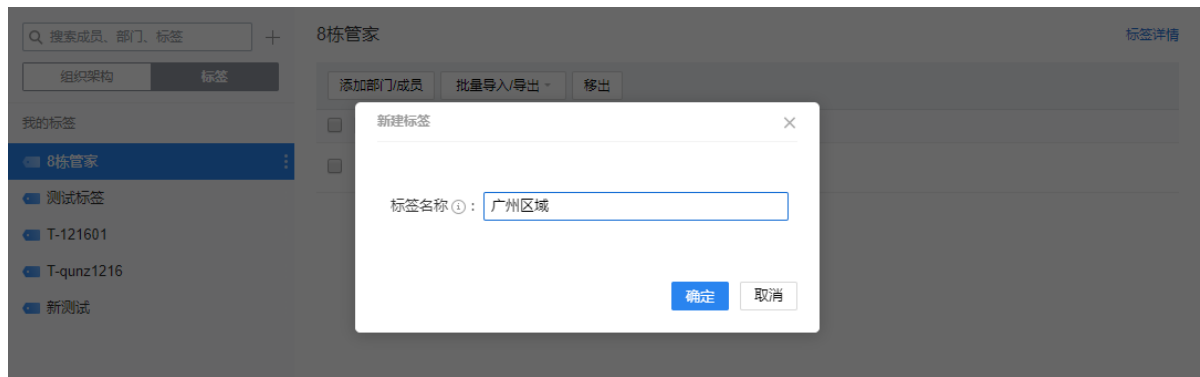 搜索成员、部门、标签
组织架构
标签
我的标签
8栋管家
测试标签
T-121601
T-qunz1216
新测试
8栋管家
标签详情
添加部门/成员
批量导入/导出
移出
新建标签
标签名称：
广州区域
确定
取消